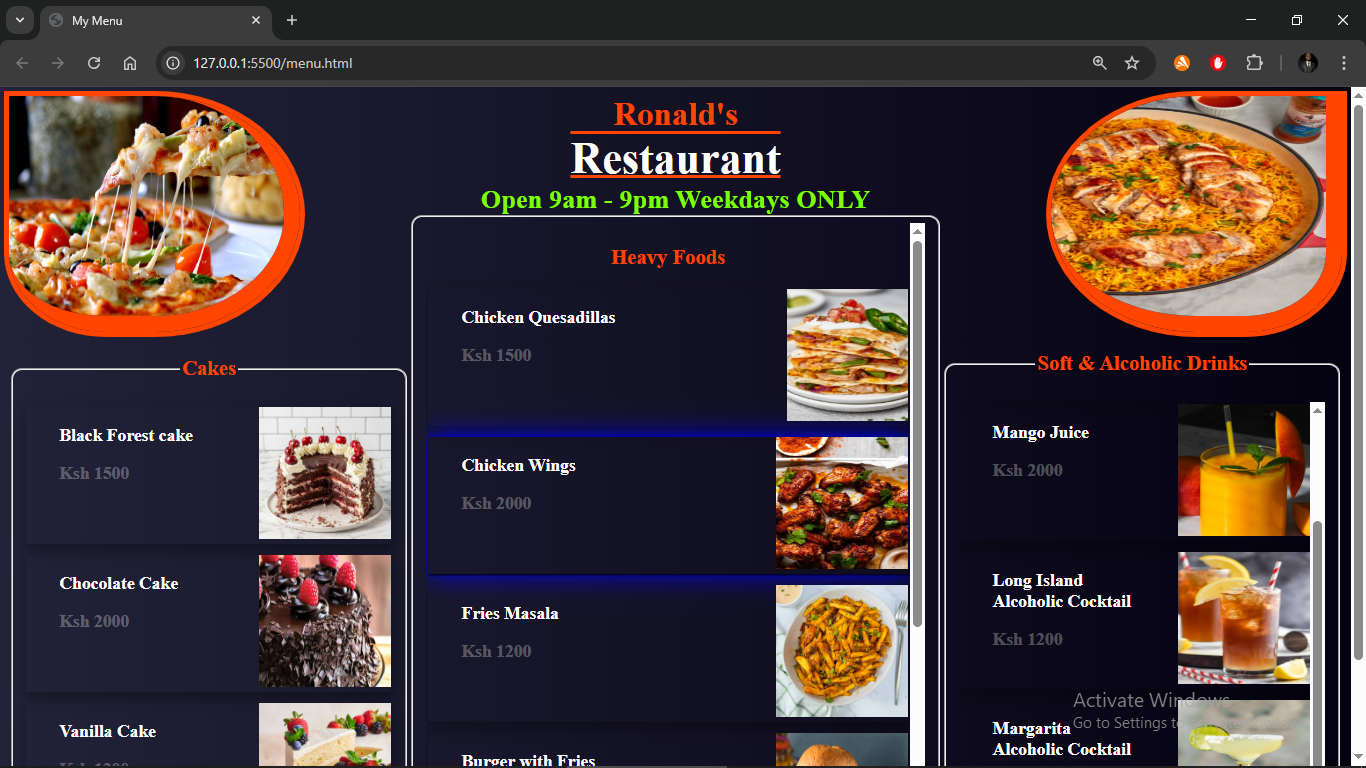 My Menu
127.0.0.1:5500/menu.html
Ronald's
Restaurant
Open 9am - 9pm Weekdays ONLY
Cakes
Black Forest cake
Ksh 1500
Chocolate Cake
Ksh 2000
Vanilla Cake
Heavy Foods
Chicken Quesadillas
Ksh 1500
Chicken Wings
Ksh 2000
Fries Masala
Ksh 1200
Burger with Fries
Soft & Alcoholic Drinks
Mango Juice
Ksh 2000
Long Island
Alcoholic Cocktail
Ksh 1200
Margarita
Alcoholic Cocktail
Activate Windows
Go to Settings to